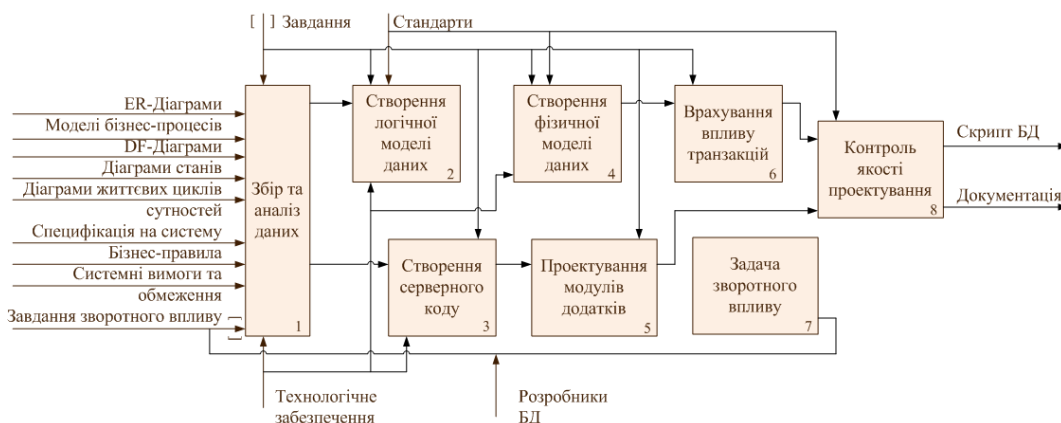 [ ] Завдання
Стандарти
ER-Діаграми
Моделі бізнес-процесів
DF-Діаграми
Діаграми станів
Діаграми життєвих циклів
сутностей
Специфікація на систему
Бізнес-правила
Системні вимоги та
обмеження
Завдання зворотного впливу
Збір та
аналіз
даних
1
Створення
логічної
моделі
даних
2
Створення
серверного
коду
3
Створення
фізичної
моделі
даних
4
Проектування
модулів
додатків
5
Врахування
впливу
транзакцій
6
Задача
зворотного
впливу
7
Контроль
якості
проектування
8
Скрипт БД
Документація
Технологічне
забезпечення
Розробники
БД